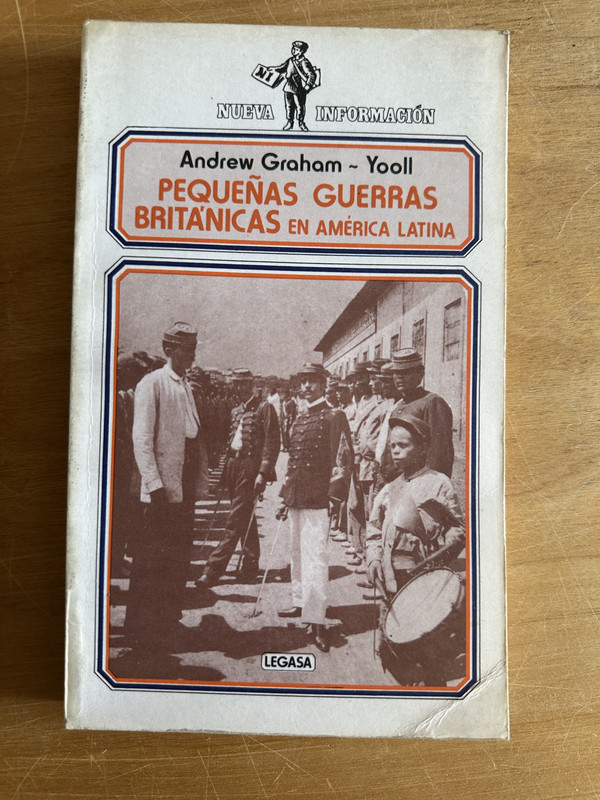 Nº1
NUEVA INFORMACIÓN
Andrew Graham ~ Yooll
PEQUEÑAS GUERRAS
BRITÁNICAS EN AMÉRICA LATINA
LEGASA